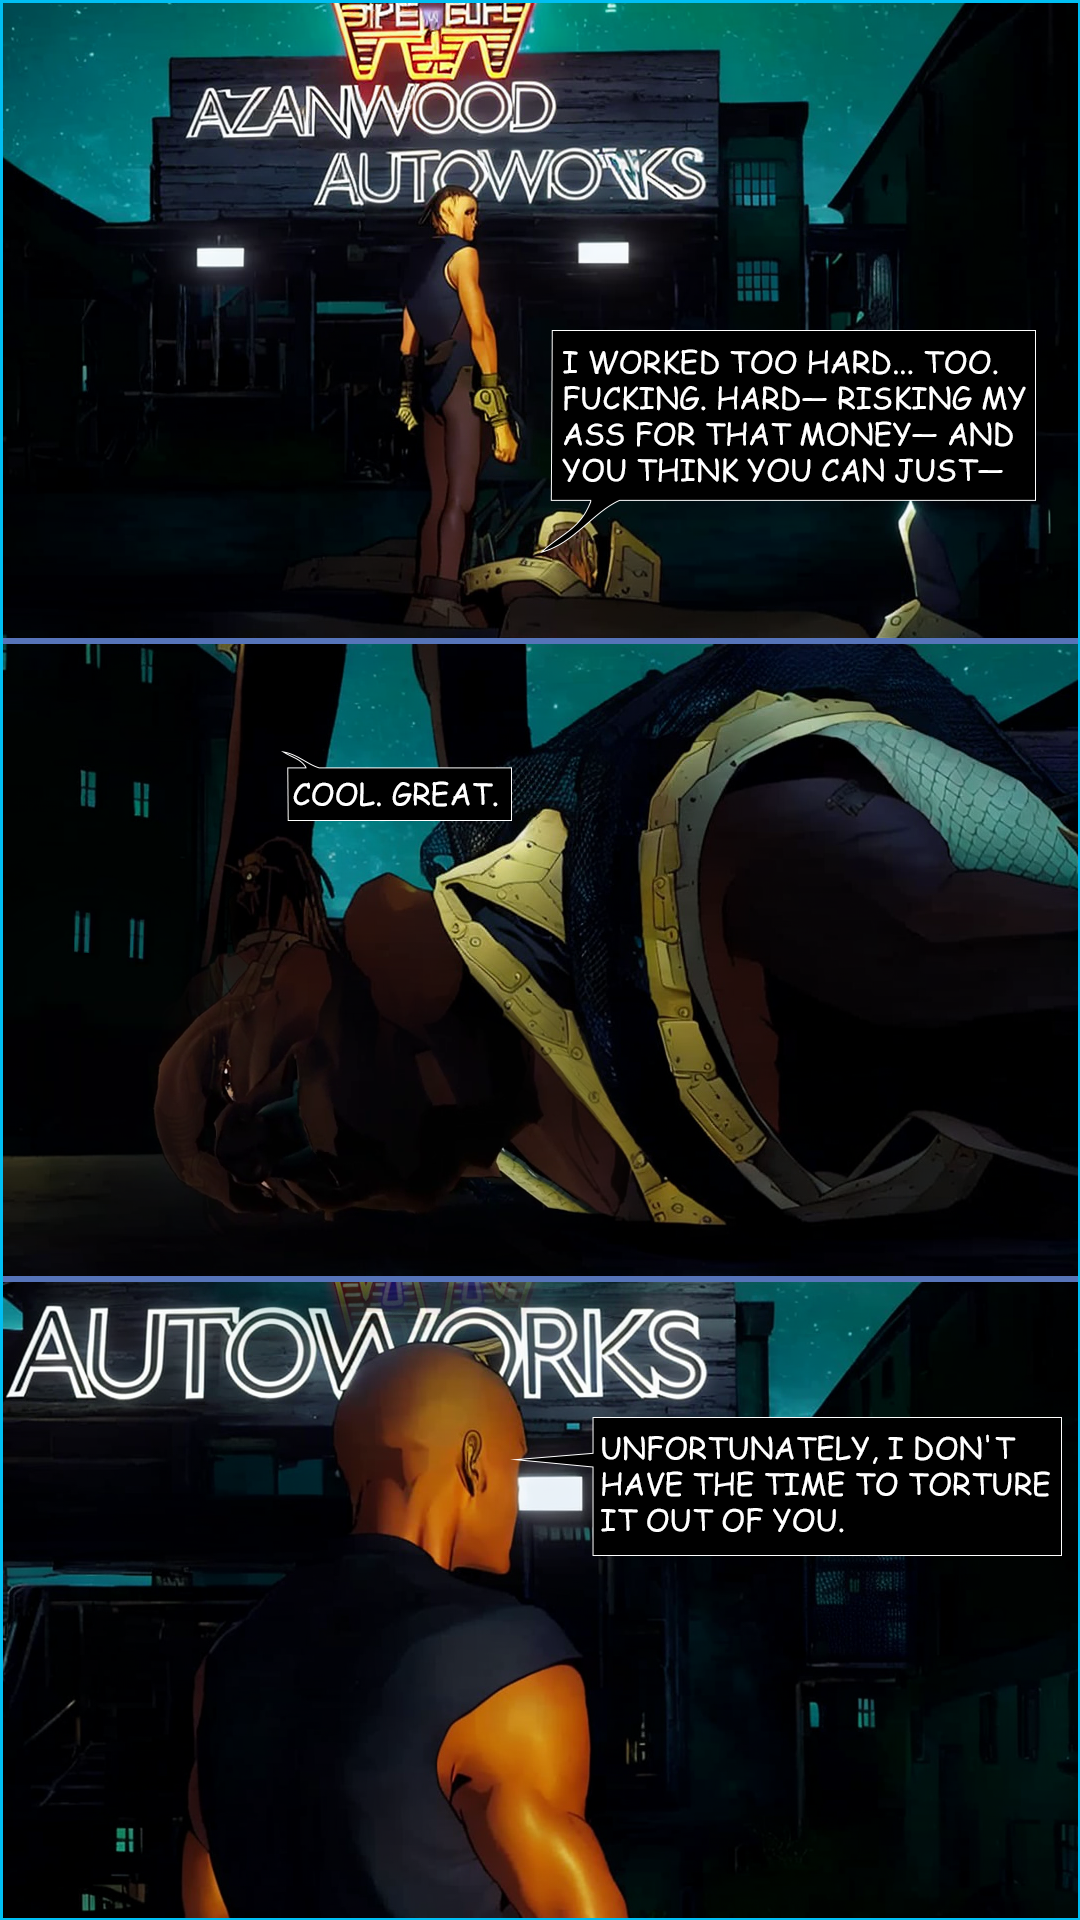 AZANWOOD
AUTOWORKS
I WORKED TOO HARD... TOO.
FUCKING. HARD— RISKING MY
ASS FOR THAT MONEY— AND
YOU THINK YOU CAN JUST—
COOL. GREAT.
AUTOWORKS
UNFORTUNATELY, I DON'T
HAVE THE TIME TO TORTURE
IT OUT OF YOU.